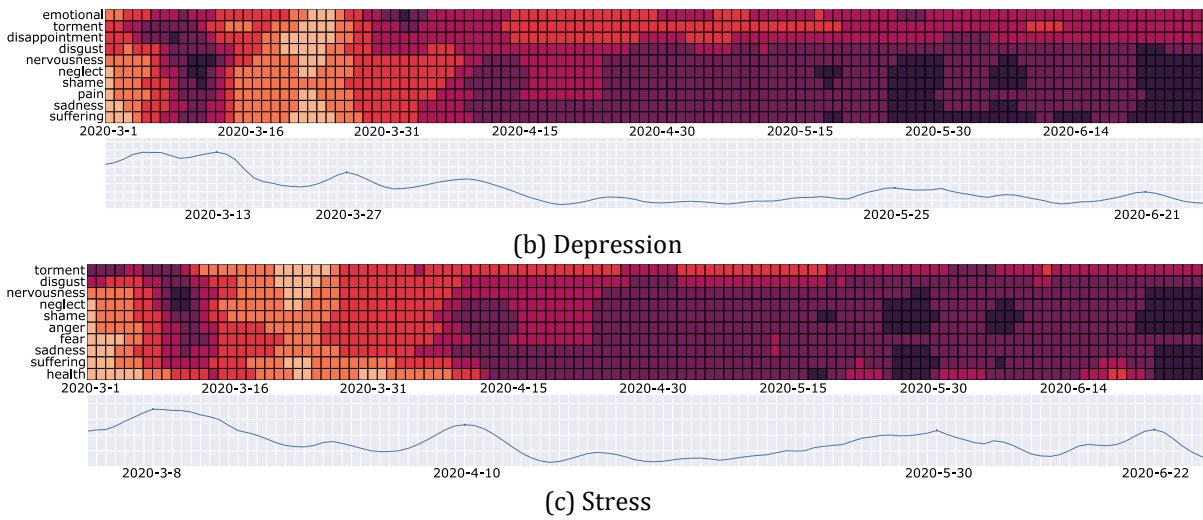 emotional
torment
disappointment
disgust
nervousness
neglect
shame
pain
sadness
suffering
2020-3-1 2020-3-16 2020-3-31 2020-4-15 2020-4-30 2020-5-15 2020-5-30 2020-6-14
2020-3-13 2020-3-27 2020-5-25 2020-6-21
(b) Depression
torment
disgust
nervousness
neglect
shame
anger
fear
sadness
suffering
health
2020-3-1 2020-3-16 2020-3-31 2020-4-15 2020-4-30 2020-5-15 2020-5-30 2020-6-14
2020-3-8 2020-4-10 2020-5-30 2020-6-22
(c) Stress